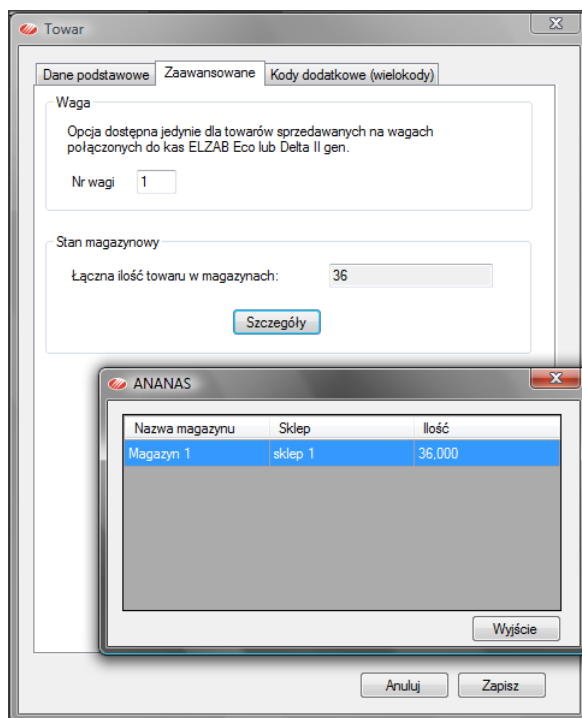 Towar
Dane podstawowe Zaawansowane Kody dodatkowe (wielokody)
Waga
Opcja dostępna jedynie dla towarów sprzedawanych na wagach
połączonych do kas ELZAB Eco lub Delta II gen.
Nr wagi 1
Stan magazynowy
Łączna ilość towaru w magazynach: 36
Szczegóły
ANANAS
Nazwa magazynu Sklep Ilość
Magazyn 1 sklep 1 36,000
Wyjście
Anuluj Zapisz